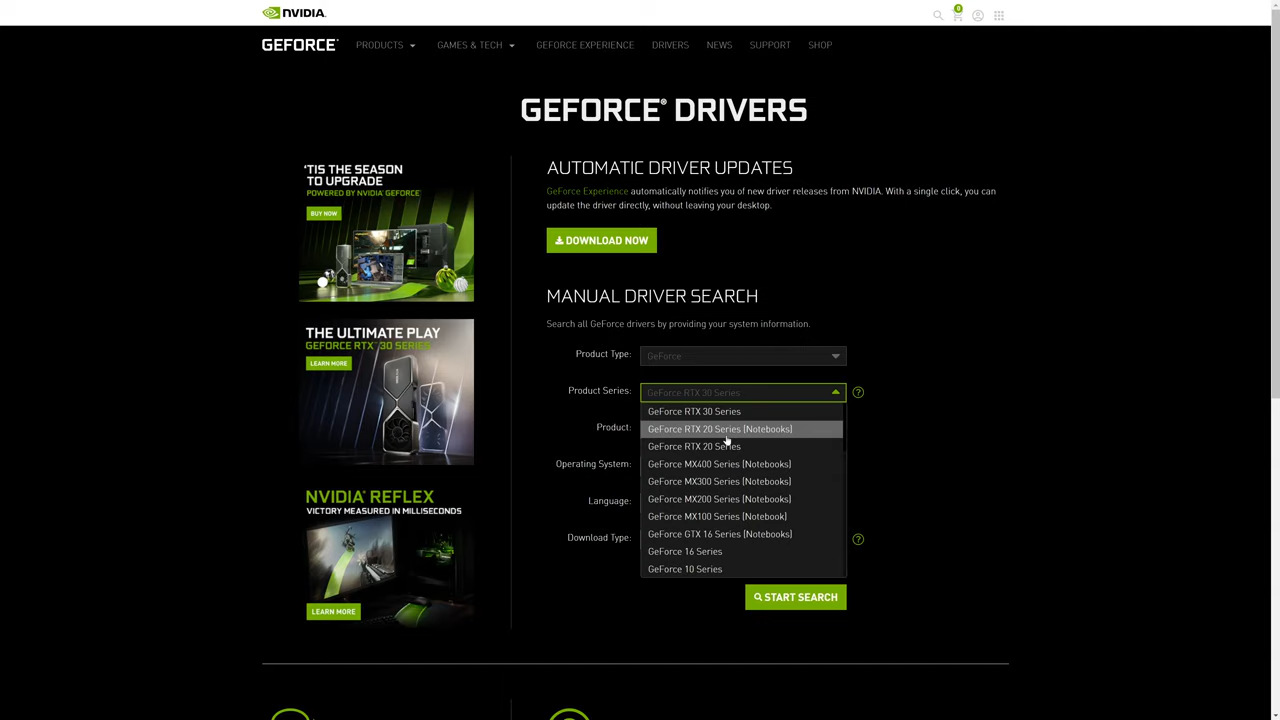 NVIDIA.
0
GEFORCE®
PRODUCTS
GAMES & TECH
GEFORCE EXPERIENCE
DRIVERS
NEWS
SUPPORT
SHOP
GEFORCE® DRIVERS
'TIS THE SEASON
TO UPGRADE
POWERED BY NVIDIA GEFORCE®
BUY NOW
THE ULTIMATE PLAY
GEFORCE RTX™ 30 SERIES
LEARN MORE
NVIDIA REFLEX
VICTORY MEASURED IN MILLISECONDS
LEARN MORE
AUTOMATIC DRIVER UPDATES
GeForce Experience automatically notifies you of new driver releases from NVIDIA. With a single click, you can
update the driver directly, without leaving your desktop.
DOWNLOAD NOW
MANUAL DRIVER SEARCH
Search all GeForce drivers by providing your system information.
Product Type: GeForce
Product Series: GeForce RTX 30 Series ?
GeForce RTX 30 Series
GeForce RTX 20 Series (Notebooks)
Product:
GeForce RTX 20 Series
Operating System:
GeForce MX400 Series (Notebooks)
GeForce MX300 Series (Notebooks)
Language:
GeForce MX200 Series (Notebooks)
GeForce MX100 Series (Notebook)
Download Type:
GeForce GTX 16 Series (Notebooks)
?
GeForce 16 Series
GeForce 10 Series
START SEARCH